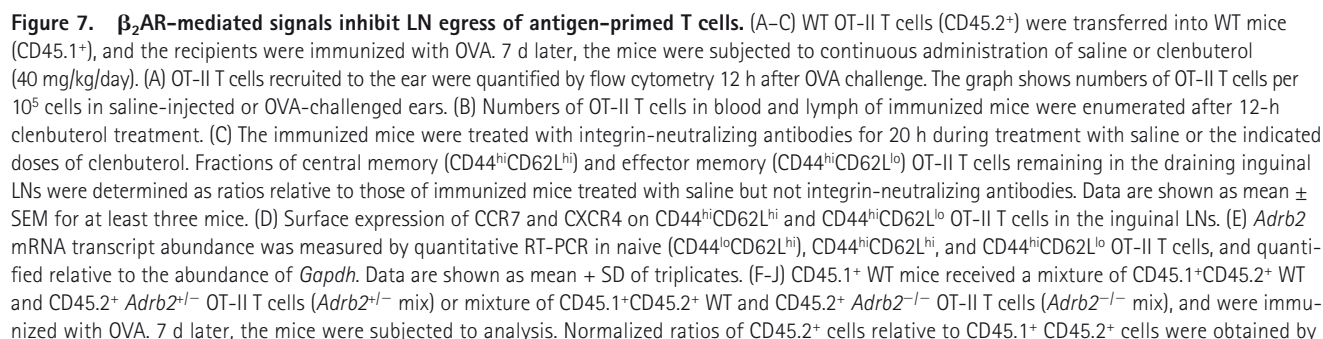 Figure 7. β₂AR-mediated signals inhibit LN egress of antigen-primed T cells. (A–C) WT OT-II T cells (CD45.2⁺) were transferred into WT mice
(CD45.1⁺), and the recipients were immunized with OVA. 7 d later, the mice were subjected to continuous administration of saline or clenbuterol
(40 mg/kg/day). (A) OT-II T cells recruited to the ear were quantified by flow cytometry 12 h after OVA challenge. The graph shows numbers of OT-II T cells per
10⁵ cells in saline-injected or OVA-challenged ears. (B) Numbers of OT-II T cells in blood and lymph of immunized mice were enumerated after 12-h
clenbuterol treatment. (C) The immunized mice were treated with integrin-neutralizing antibodies for 20 h during treatment with saline or the indicated
doses of clenbuterol. Fractions of central memory (CD44ʰⁱCD62Lʰⁱ) and effector memory (CD44ʰⁱCD62Lˡᵒ) OT-II T cells remaining in the draining inguinal
LNs were determined as ratios relative to those of immunized mice treated with saline but not integrin-neutralizing antibodies. Data are shown as mean ±
SEM for at least three mice. (D) Surface expression of CCR7 and CXCR4 on CD44ʰⁱCD62Lʰⁱ and CD44ʰⁱCD62Lˡᵒ OT-II T cells in the inguinal LNs. (E) Adrb2
mRNA transcript abundance was measured by quantitative RT-PCR in naive (CD44ˡᵒCD62Lʰⁱ), CD44ʰⁱCD62Lʰⁱ, and CD44ʰⁱCD62Lˡᵒ OT-II T cells, and quanti-
fied relative to the abundance of Gapdh. Data are shown as mean + SD of triplicates. (F-J) CD45.1⁺ WT mice received a mixture of CD45.1⁺CD45.2⁺ WT
and CD45.2⁺ Adrb2⁺/⁻ OT-II T cells (Adrb2⁺/⁻ mix) or mixture of CD45.1⁺CD45.2⁺ WT and CD45.2⁺ Adrb2⁻/⁻ OT-II T cells (Adrb2⁻/⁻ mix), and were immu-
nized with OVA. 7 d later, the mice were subjected to analysis. Normalized ratios of CD45.2⁺ cells relative to CD45.1⁺ CD45.2⁺ cells were obtained by